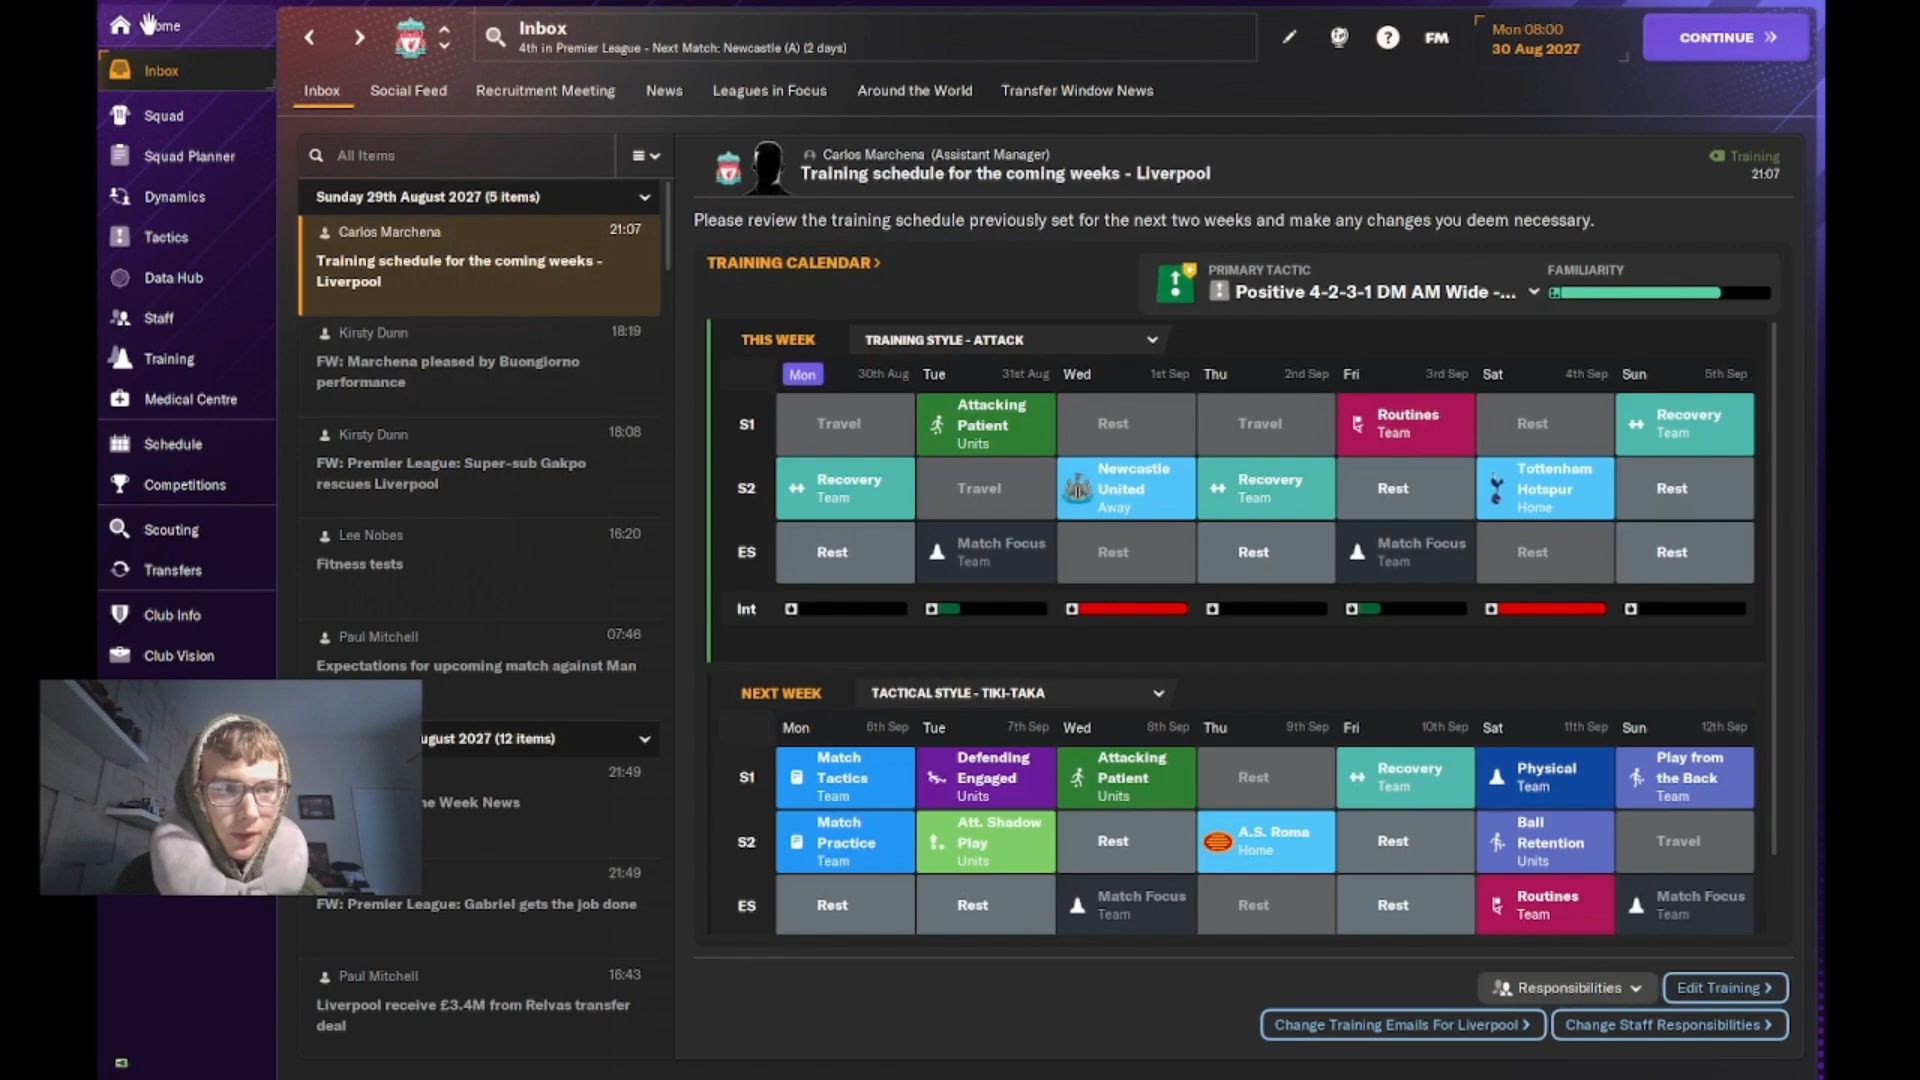 Home
Inbox
Squad
Squad Planner
Dynamics
Tactics
Data Hub
Staff
Training
Medical Centre
Schedule
Competitions
Scouting
Transfers
Club Info
Club Vision
Inbox
4th in Premier League - Next Match: Newcastle (A) (2 days)
?
FM
Mon 08:00
30 Aug 2027
CONTINUE
Inbox
Social Feed
Recruitment Meeting
News
Leagues in Focus
Around the World
Transfer Window News
All Items
Sunday 29th August 2027 (5 items)
Carlos Marchena 21:07
Training schedule for the coming weeks -
Liverpool
Kirsty Dunn 18:19
FW: Marchena pleased by Buongiorno
performance
Kirsty Dunn 18:08
FW: Premier League: Super-sub Gakpo
rescues Liverpool
Lee Nobes 16:20
Fitness tests
Paul Mitchell 07:46
Expectations for upcoming match against Man
ugust 2027 (12 items)
21:49
he Week News
21:49
FW: Premier League: Gabriel gets the job done
Paul Mitchell 16:43
Liverpool receive £3.4M from Relvas transfer
deal
Carlos Marchena (Assistant Manager)
Training schedule for the coming weeks - Liverpool
Training
21:07
Please review the training schedule previously set for the next two weeks and make any changes you deem necessary.
TRAINING CALENDAR >
PRIMARY TACTIC
Positive 4-2-3-1 DM AM Wide -...
FAMILIARITY
THIS WEEK
TRAINING STYLE - ATTACK
Mon 30th Aug Tue 31st Aug Wed 1st Sep Thu 2nd Sep Fri 3rd Sep Sat 4th Sep Sun 5th Sep
S1
Travel
Attacking
Patient
Units
Rest
Travel
Routines
Team
Rest
Recovery
Team
S2
Recovery
Team
Travel
Newcastle
United
Away
Recovery
Team
Rest
Tottenham
Hotspur
Home
Rest
ES
Rest
Match Focus
Team
Rest
Rest
Match Focus
Team
Rest
Rest
Int
NEXT WEEK
TACTICAL STYLE - TIKI-TAKA
Mon 6th Sep Tue 7th Sep Wed 8th Sep Thu 9th Sep Fri 10th Sep Sat 11th Sep Sun 12th Sep
S1
Match
Tactics
Team
Defending
Engaged
Units
Attacking
Patient
Units
Rest
Recovery
Team
Physical
Team
Play from
the Back
Team
S2
Match
Practice
Team
Att. Shadow
Play
Units
Rest
A.S. Roma
Home
Rest
Ball
Retention
Units
Travel
ES
Rest
Rest
Match Focus
Team
Rest
Rest
Routines
Team
Match Focus
Team
Responsibilities
Edit Training >
Change Training Emails For Liverpool >
Change Staff Responsibilities >